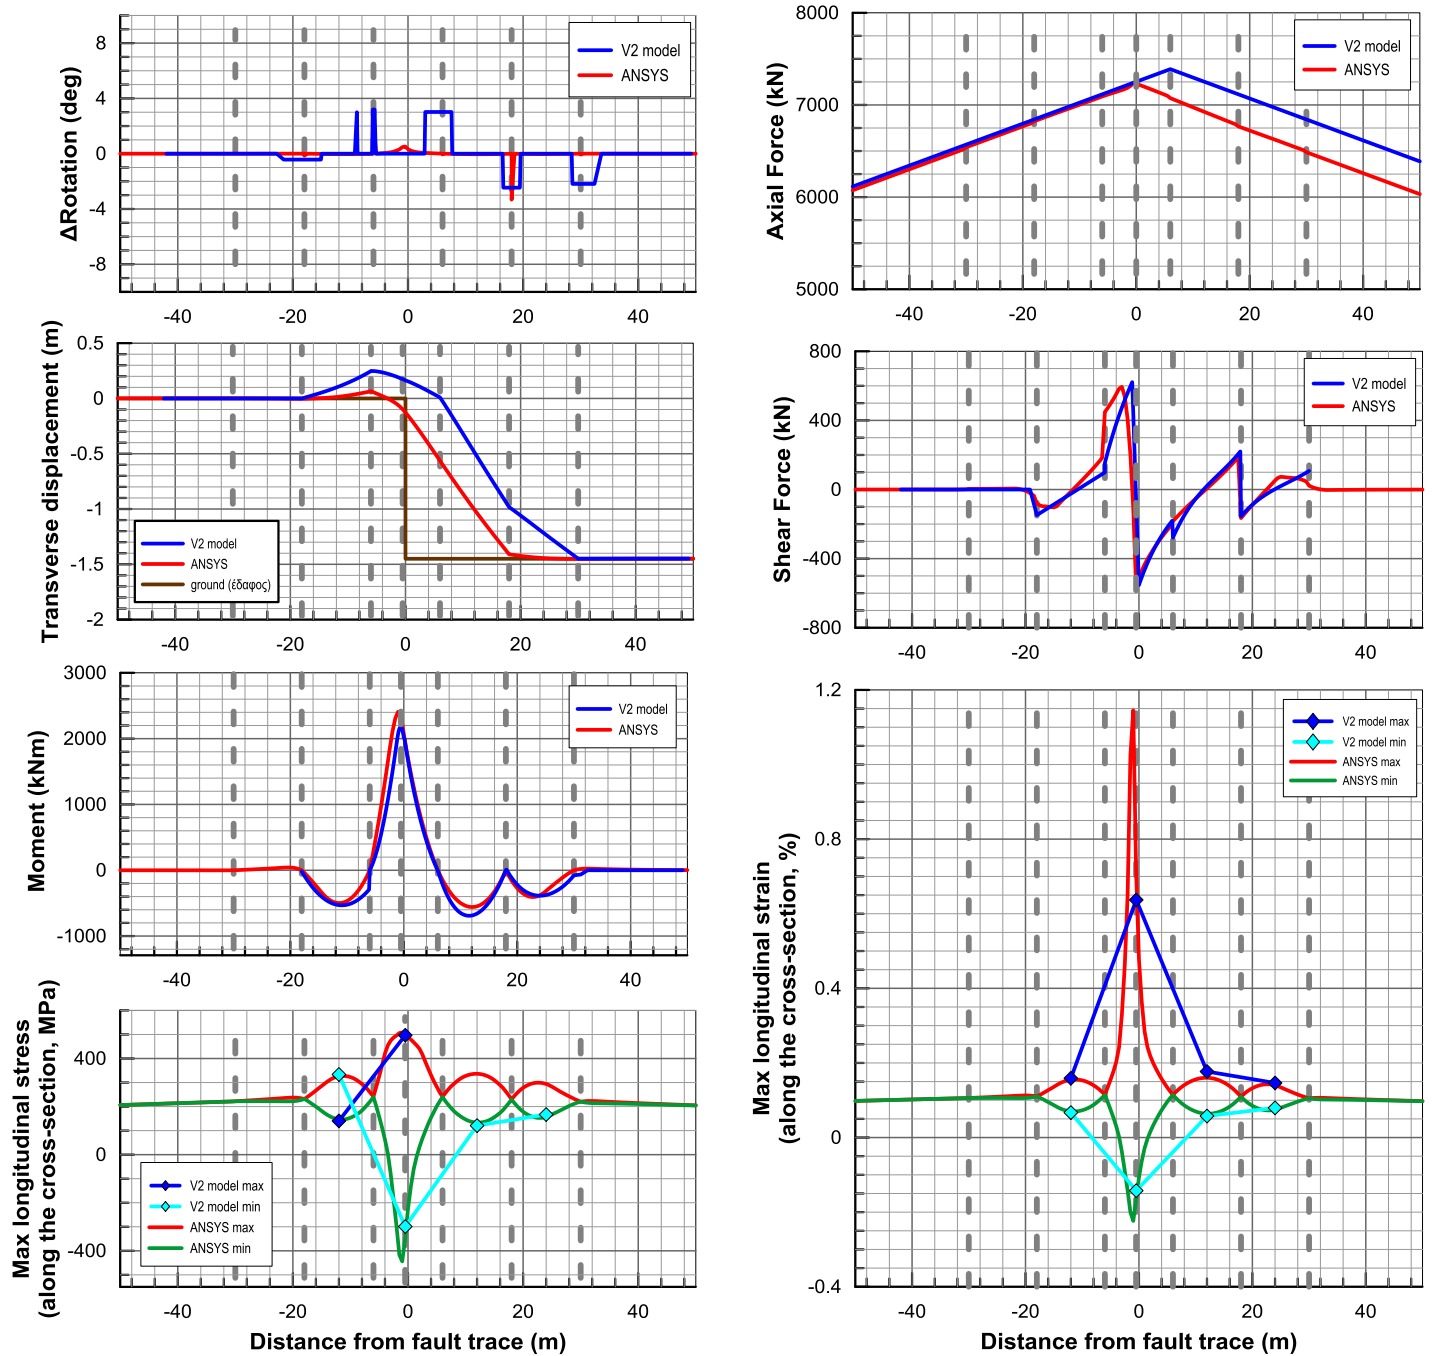 ΔRotation (deg)
8
4
0
-4
-8
V2 model
ANSYS
-40 -20 0 20 40
Axial Force (kN)
8000
7000
6000
5000
V2 model
ANSYS
-40 -20 0 20 40
Transverse displacement (m)
0.5
0
-0.5
-1
-1.5
-2
V2 model
ANSYS
ground (έδαφος)
-40 -20 0 20 40
Shear Force (kN)
800
400
0
-400
-800
V2 model
ANSYS
-40 -20 0 20 40
Moment (kNm)
3000
2000
1000
0
-1000
V2 model
ANSYS
-40 -20 0 20 40
Max longitudinal stress
(along the cross-section, MPa)
400
0
-400
V2 model max
V2 model min
ANSYS max
ANSYS min
-40 -20 0 20 40
Distance from fault trace (m)
Max longitudinal strain
(along the cross-section, %)
1.2
0.8
0.4
0
-0.4
V2 model max
V2 model min
ANSYS max
ANSYS min
-40 -20 0 20 40
Distance from fault trace (m)